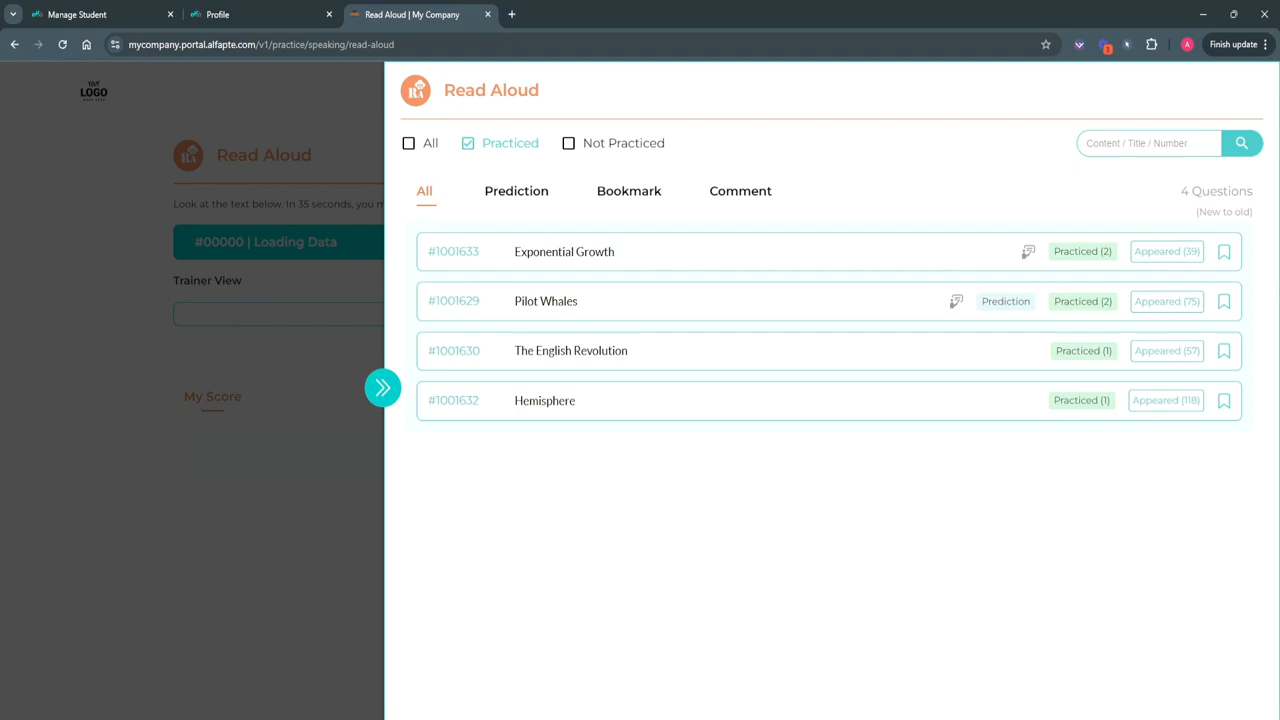 Manage Student
Profile
Read Aloud | My Company
mycompany.portal.alfapte.com/v1/practice/speaking/read-aloud
A
Finish update
YOUR
LOGO
RA
Read Aloud
Look at the text below. In 35 seconds, you m
#00000 | Loading Data
Trainer View
My Score
RA
Read Aloud
All
Practiced
Not Practiced
Content / Title / Number
All
Prediction
Bookmark
Comment
4 Questions
(New to old)
#1001633 Exponential Growth Practiced (2) Appeared (39)
#1001629 Pilot Whales Prediction Practiced (2) Appeared (75)
#1001630 The English Revolution Practiced (1) Appeared (57)
#1001632 Hemisphere Practiced (1) Appeared (118)